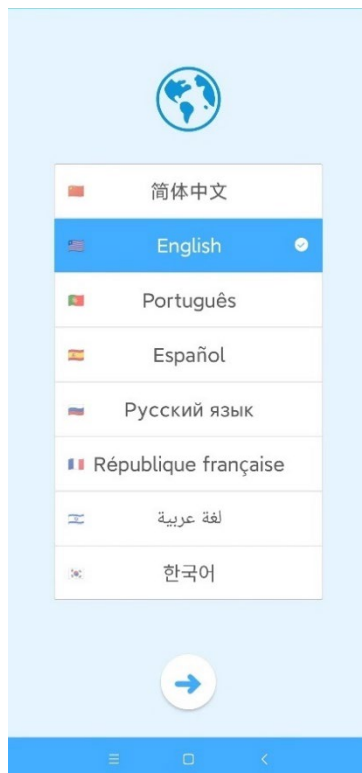 简体中文
English
Português
Español
Русский язык
République française
لغة عربية
한국어